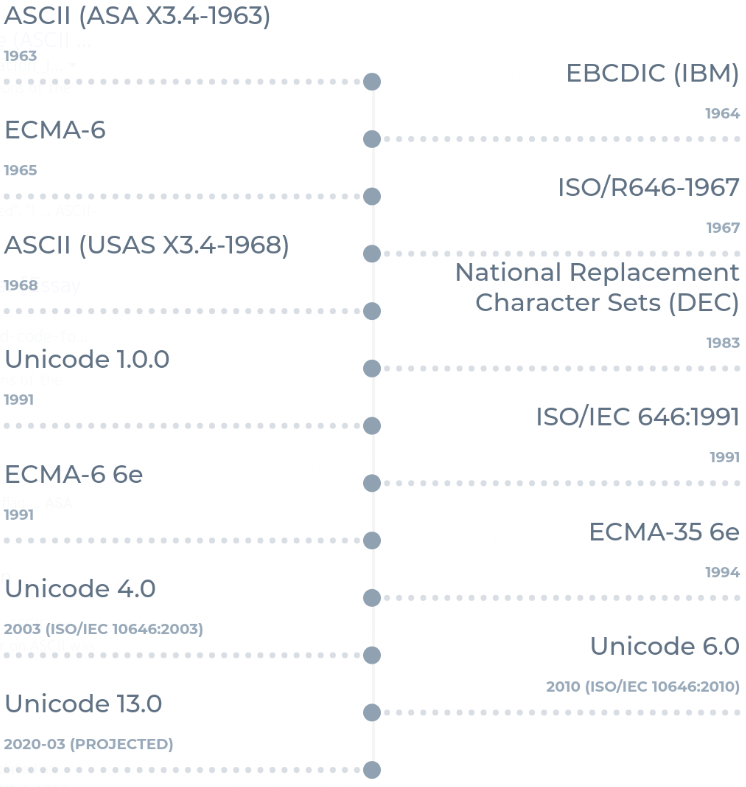 ASCII (ASA X3.4-1963)
1963
EBCDIC (IBM)
1964
ECMA-6
1965
ISO/R646-1967
1967
ASCII (USAS X3.4-1968)
1968
National Replacement
Character Sets (DEC)
1983
Unicode 1.0.0
1991
ISO/IEC 646:1991
1991
ECMA-6 6e
1991
ECMA-35 6e
1994
Unicode 4.0
2003 (ISO/IEC 10646:2003)
Unicode 6.0
2010 (ISO/IEC 10646:2010)
Unicode 13.0
2020-03 (PROJECTED)